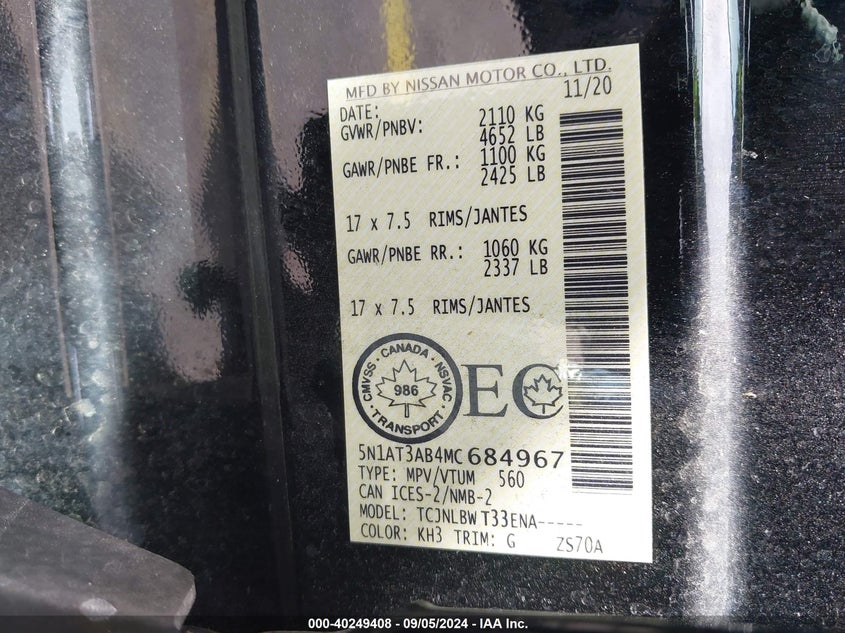 MFD BY NISSAN MOTOR CO., LTD.
DATE: 11/20
GVWR/PNBV: 2110 KG
4652 LB
GAWR/PNBE FR.: 1100 KG
2425 LB
17 x 7.5 RIMS/JANTES
GAWR/PNBE RR.: 1060 KG
2337 LB
17 x 7.5 RIMS/JANTES
CMVSS · CANADA · NSVAC · TRANSPORT ·
986
EC
5N1AT3AB4MC684967
TYPE: MPV/VTUM 560
CAN ICES-2/NMB-2
MODEL: TCJNLBW T33ENA-----
COLOR: KH3 TRIM: G ZS70A
000-40249408 - 09/05/2024 - IAA Inc.